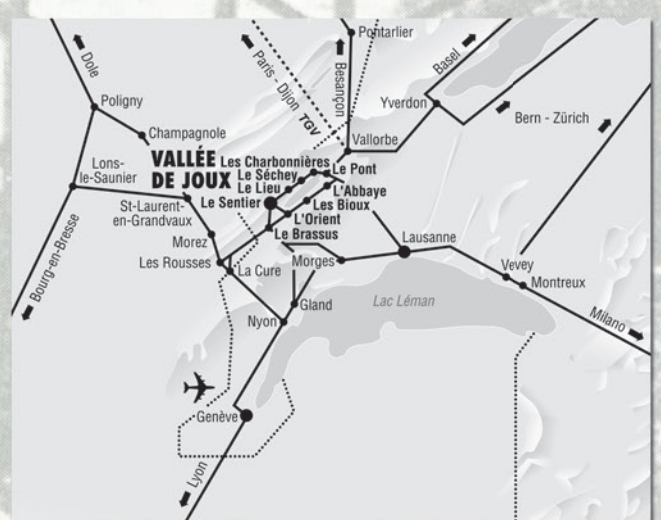 Pontarlier
Dole
Paris - Dijon TGV
Besançon
Basel
Poligny
Yverdon
Bern - Zürich
Champagnole
Vallorbe
VALLÉE
DE JOUX
Les Charbonnières
Le Pont
Le Séchey
Le Lieu
L'Abbaye
Le Sentier
Les Bioux
L'Orient
Le Brassus
Lons-
le-Saunier
St-Laurent-
en-Grandvaux
Morez
Les Rousses
La Cure
Morges
Lausanne
Vevey
Montreux
Bourg-en-Bresse
Gland
Lac Léman
Milano
Nyon
Genève
Lyon